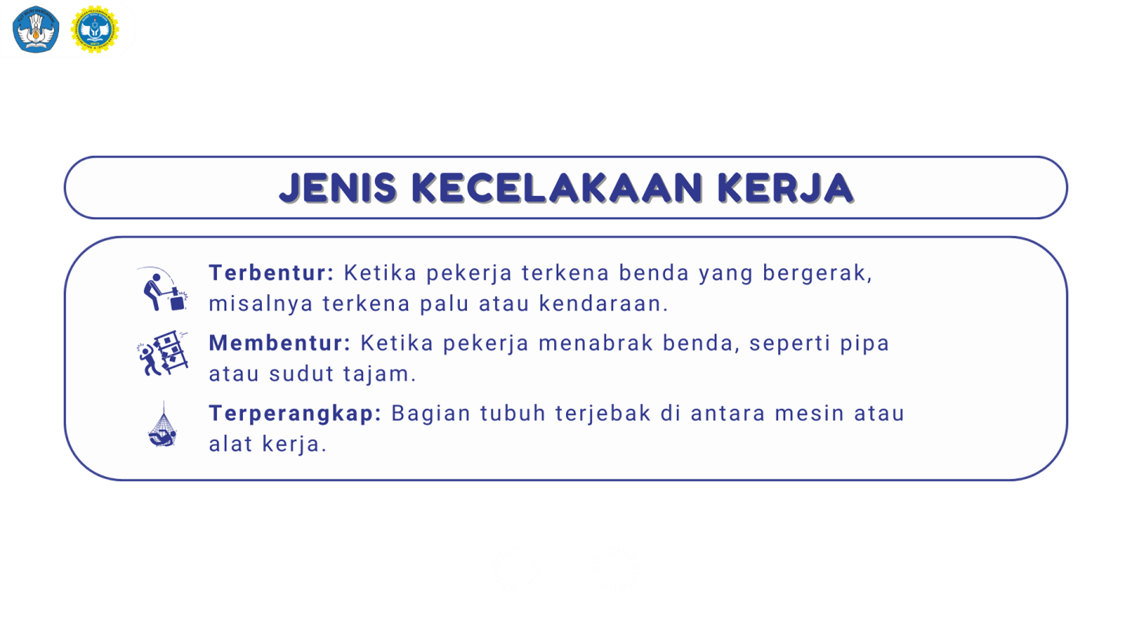 JENIS KECELAKAAN KERJA
Terbentur: Ketika pekerja terkena benda yang bergerak,
misalnya terkena palu atau kendaraan.
Membentur: Ketika pekerja menabrak benda, seperti pipa
atau sudut tajam.
Terperangkap: Bagian tubuh terjebak di antara mesin atau
alat kerja.